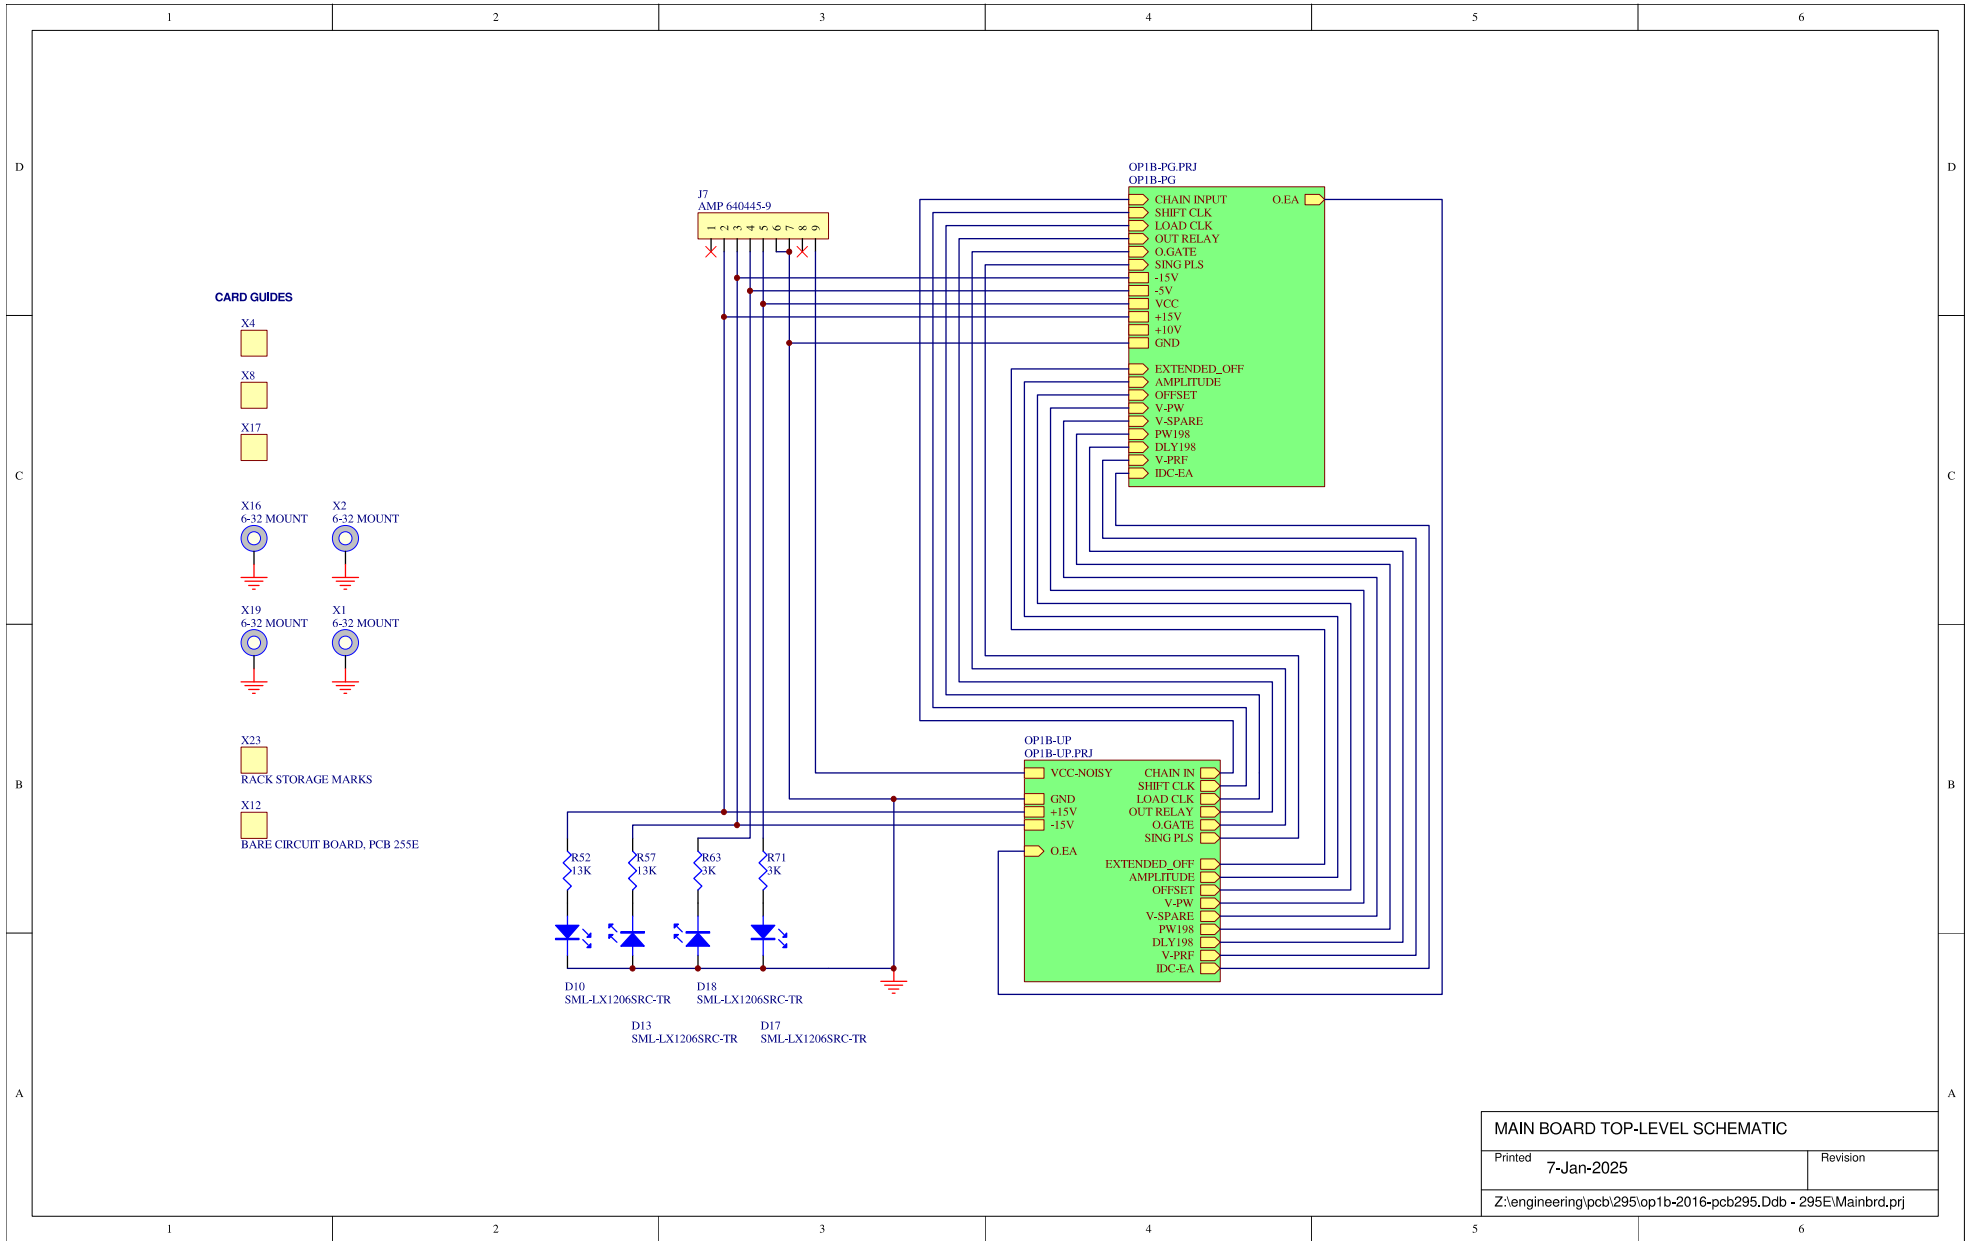 1 2 3 4 5 6
D
D
OP1B-PG.PRJ
OP1B-PG
CHAIN INPUT
SHIFT CLK
LOAD CLK
OUT RELAY
O.GATE
SING PLS
-15V
-5V
VCC
+15V
+10V
GND
EXTENDED_OFF
AMPLITUDE
OFFSET
V-PW
V-SPARE
PW198
DLY198
V-PRF
IDC-EA
O.EA
J7
AMP 640445-9
1 2 3 4 5 6 7 8 9
CARD GUIDES
X4
X8
X17
C
C
X16
6-32 MOUNT
X2
6-32 MOUNT
X19
6-32 MOUNT
X1
6-32 MOUNT
X23
RACK STORAGE MARKS
X12
BARE CIRCUIT BOARD, PCB 255E
B
B
OP1B-UP
OP1B-UP.PRJ
VCC-NOISY
GND
+15V
-15V
O.EA
CHAIN IN
SHIFT CLK
LOAD CLK
OUT RELAY
O.GATE
SING PLS
EXTENDED_OFF
AMPLITUDE
OFFSET
V-PW
V-SPARE
PW198
DLY198
V-PRF
IDC-EA
R52
13K
R57
13K
R63
3K
R71
3K
D10
SML-LX1206SRC-TR
D18
SML-LX1206SRC-TR
D13
SML-LX1206SRC-TR
D17
SML-LX1206SRC-TR
A
A
MAIN BOARD TOP-LEVEL SCHEMATIC
Printed 7-Jan-2025
Revision
Z:\engineering\pcb\295\op1b-2016-pcb295.Ddb - 295E\Mainbrd.prj
1 2 3 4 5 6